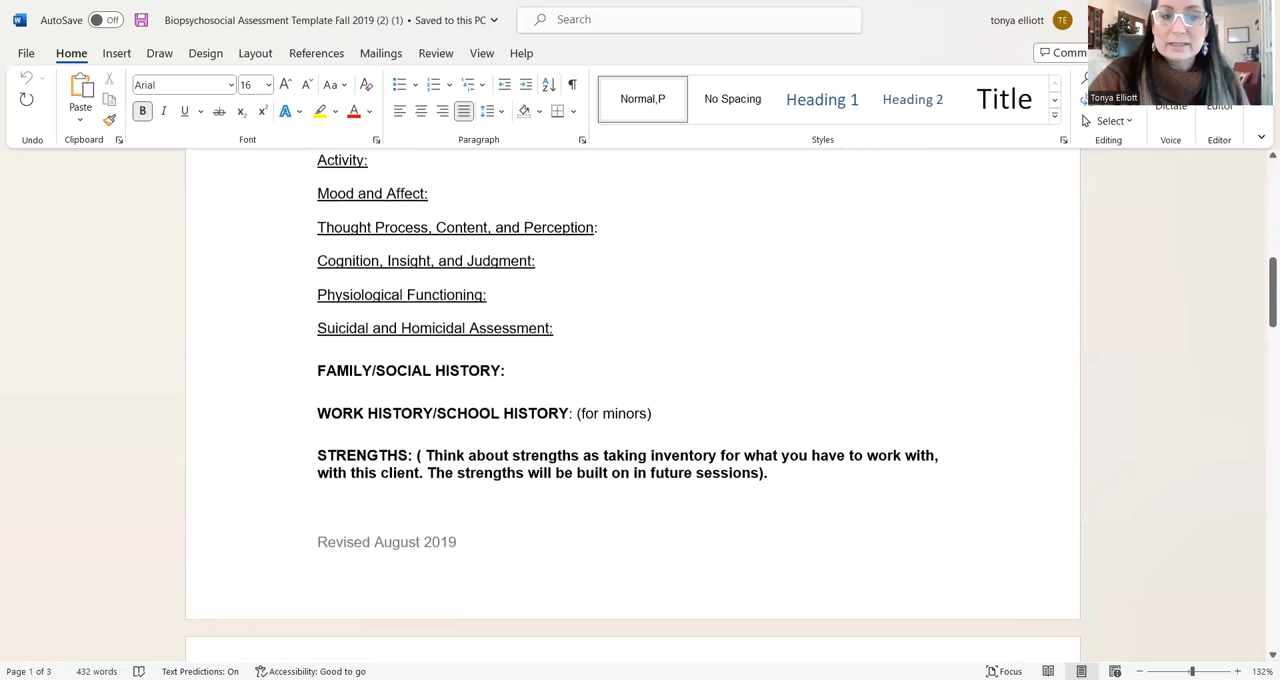 AutoSave Off Biopsychosocial Assessment Template Fall 2019 (2) (1) • Saved to this PC Search tonya elliott TE
File Home Insert Draw Design Layout References Mailings Review View Help Comm
Paste Arial 16 Aa Normal,P No Spacing Heading 1 Heading 2 Title Dictate Editor
Tonya Elliott
Select
Undo Clipboard Font Paragraph Styles Editing Voice Editor
Activity:
Mood and Affect:
Thought Process, Content, and Perception:
Cognition, Insight, and Judgment:
Physiological Functioning:
Suicidal and Homicidal Assessment:
FAMILY/SOCIAL HISTORY:
WORK HISTORY/SCHOOL HISTORY: (for minors)
STRENGTHS: ( Think about strengths as taking inventory for what you have to work with,
with this client. The strengths will be built on in future sessions).
Revised August 2019
Page 1 of 3 432 words Text Predictions: On Accessibility: Good to go Focus 132%